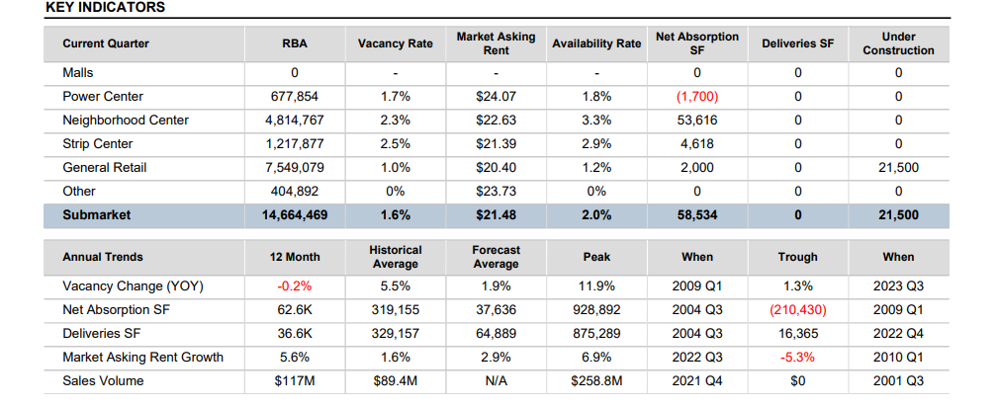 KEY INDICATORS
Current Quarter RBA Vacancy Rate Market Asking Rent Availability Rate Net Absorption SF Deliveries SF Under Construction
Malls 0 - - - 0 0 0
Power Center 677,854 1.7% $24.07 1.8% (1,700) 0 0
Neighborhood Center 4,814,767 2.3% $22.63 3.3% 53,616 0 0
Strip Center 1,217,877 2.5% $21.39 2.9% 4,618 0 0
General Retail 7,549,079 1.0% $20.40 1.2% 2,000 0 21,500
Other 404,892 0% $23.73 0% 0 0 0
Submarket 14,664,469 1.6% $21.48 2.0% 58,534 0 21,500
Annual Trends 12 Month Historical Average Forecast Average Peak When Trough When
Vacancy Change (YOY) -0.2% 5.5% 1.9% 11.9% 2009 Q1 1.3% 2023 Q3
Net Absorption SF 62.6K 319,155 37,636 928,892 2004 Q3 (210,430) 2009 Q1
Deliveries SF 36.6K 329,157 64,889 875,289 2004 Q3 16,365 2022 Q4
Market Asking Rent Growth 5.6% 1.6% 2.9% 6.9% 2022 Q3 -5.3% 2010 Q1
Sales Volume $117M $89.4M N/A $258.8M 2021 Q4 $0 2001 Q3